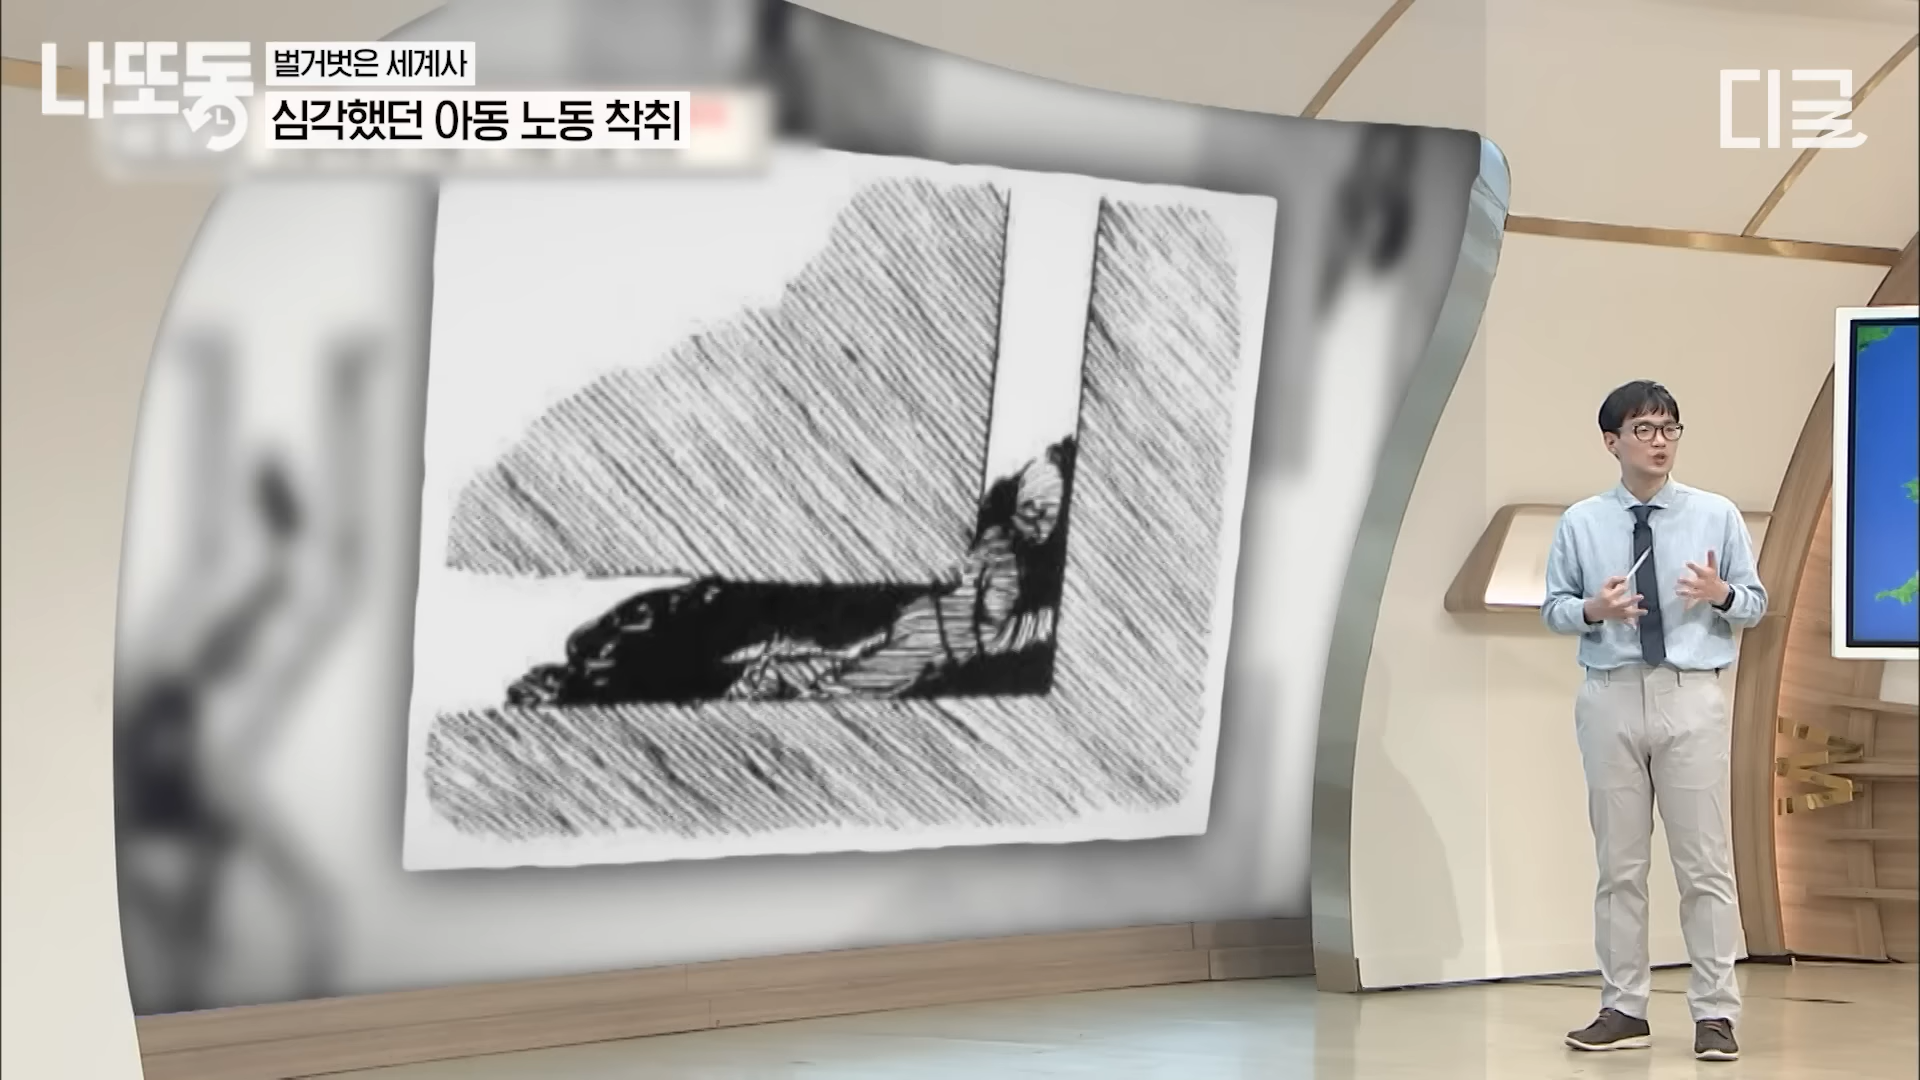 나또동
벌거벗은 세계사
심각했던 아동 노동 착취
디글